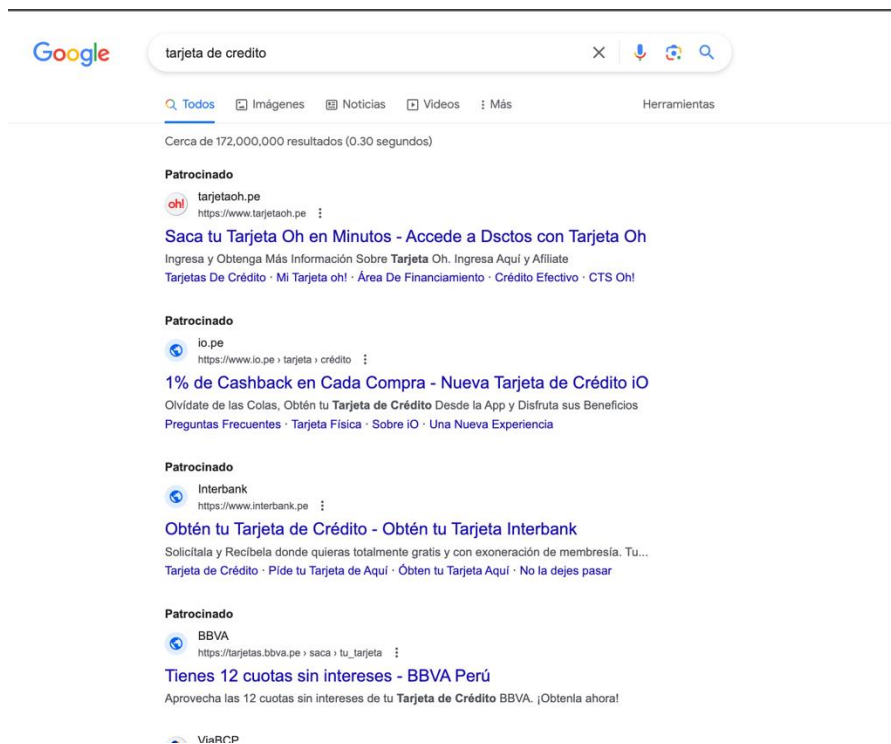 Google
tarjeta de credito
Todos Imágenes Noticias Videos Más Herramientas
Cerca de 172,000,000 resultados (0.30 segundos)
Patrocinado
oh!
tarjetaoh.pe
https://www.tarjetaoh.pe
Saca tu Tarjeta Oh en Minutos - Accede a Dsctos con Tarjeta Oh
Ingresa y Obtenga Más Información Sobre Tarjeta Oh. Ingresa Aquí y Afíliate
Tarjetas De Crédito · Mi Tarjeta oh! · Área De Financiamiento · Crédito Efectivo · CTS Oh!
Patrocinado
io.pe
https://www.io.pe › tarjeta › crédito
1% de Cashback en Cada Compra - Nueva Tarjeta de Crédito iO
Olvídate de las Colas, Obtén tu Tarjeta de Crédito Desde la App y Disfruta sus Beneficios
Preguntas Frecuentes · Tarjeta Física · Sobre iO · Una Nueva Experiencia
Patrocinado
Interbank
https://www.interbank.pe
Obtén tu Tarjeta de Crédito - Obtén tu Tarjeta Interbank
Solicítala y Recíbela donde quieras totalmente gratis y con exoneración de membresía. Tu...
Tarjeta de Crédito · Píde tu Tarjeta de Aquí · Óbten tu Tarjeta Aquí · No la dejes pasar
Patrocinado
BBVA
https://tarjetas.bbva.pe › saca › tu_tarjeta
Tienes 12 cuotas sin intereses - BBVA Perú
Aprovecha las 12 cuotas sin intereses de tu Tarjeta de Crédito BBVA. ¡Obtenla ahora!
ViaBCP